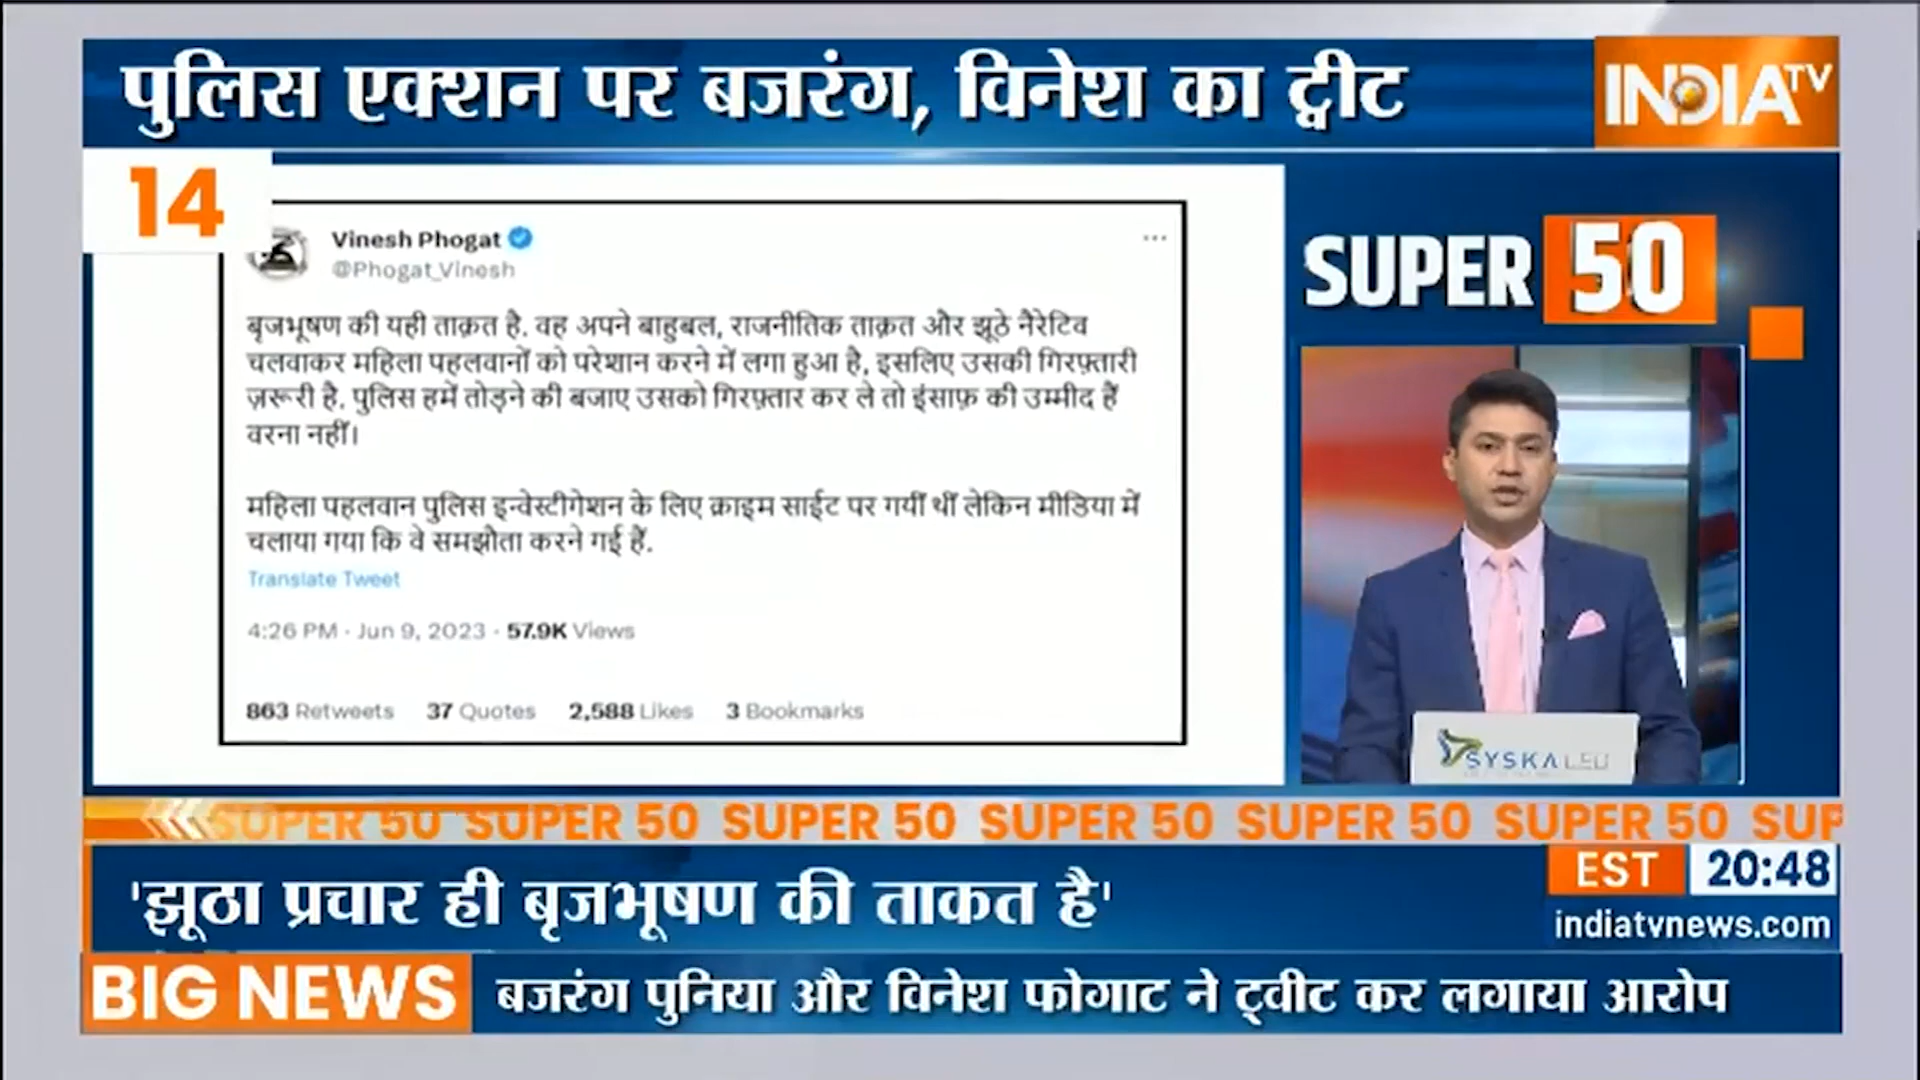 पुलिस एक्शन पर बजरंग, विनेश का ट्वीट
INDIA TV
14
Vinesh Phogat
@Phogat_Vinesh
बृजभूषण की यही ताक़त है. वह अपने बाहुबल, राजनीतिक ताक़त और झूठे नैरेटिव
चलवाकर महिला पहलवानों को परेशान करने में लगा हुआ है, इसलिए उसकी गिरफ़्तारी
ज़रूरी है. पुलिस हमें तोड़ने की बजाए उसको गिरफ़्तार कर ले तो इंसाफ़ की उम्मीद हैं
वरना नहीं।
महिला पहलवान पुलिस इन्वेस्टीगेशन के लिए क्राइम साईट पर गयीं थीं लेकिन मीडिया में
चलाया गया कि वे समझौता करने गई हैं.
Translate Tweet
4:26 PM · Jun 9, 2023 · 57.9K Views
863 Retweets 37 Quotes 2,588 Likes 3 Bookmarks
SUPER 50
SYSKA LED
SUPER 50 SUPER 50 SUPER 50 SUPER 50 SUPER 50 SUPER 50 SUP
'झूठा प्रचार ही बृजभूषण की ताकत है'
EST 20:48
indiatvnews.com
BIG NEWS बजरंग पुनिया और विनेश फोगाट ने ट्वीट कर लगाया आरोप